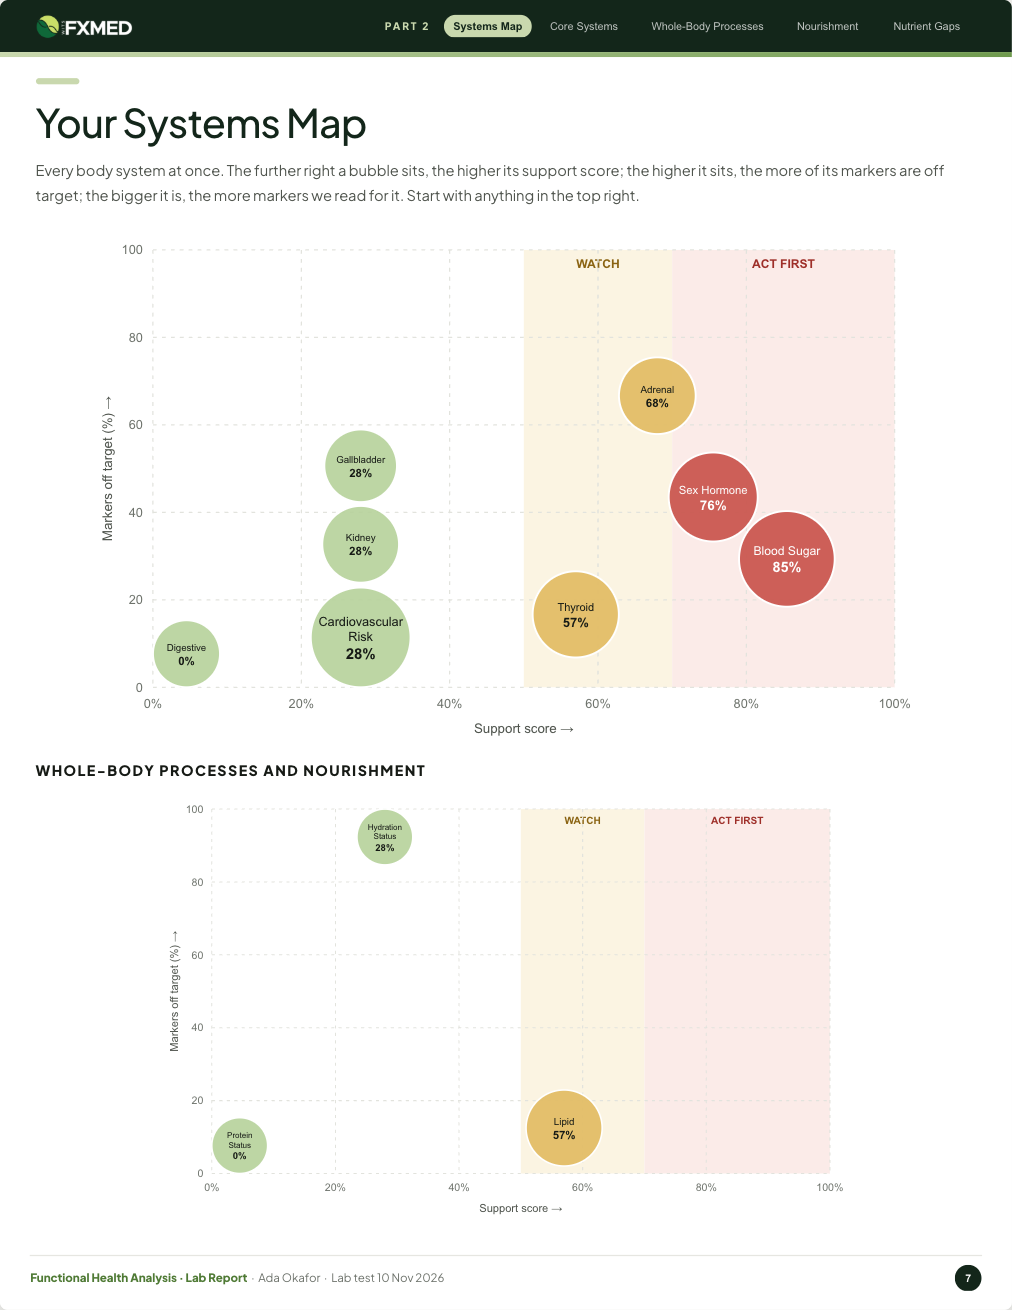 FXMED
PART 2
Systems Map
Core Systems
Whole-Body Processes
Nourishment
Nutrient Gaps
Your Systems Map
Every body system at once. The further right a bubble sits, the higher its support score; the higher it sits, the more of its markers are off
target; the bigger it is, the more markers we read for it. Start with anything in the top right.
WATCH
ACT FIRST
100
80
60
40
20
0
Markers off target (%) →
Adrenal
68%
Gallbladder
28%
Sex Hormone
76%
Kidney
28%
Blood Sugar
85%
Thyroid
57%
Cardiovascular
Risk
28%
Digestive
0%
0%
20%
40%
60%
80%
100%
Support score →
WHOLE-BODY PROCESSES AND NOURISHMENT
WATCH
ACT FIRST
100
80
60
40
20
0
Markers off target (%) →
Hydration
Status
28%
Lipid
57%
Protein
Status
0%
0%
20%
40%
60%
80%
100%
Support score →
Functional Health Analysis · Lab Report · Ada Okafor · Lab test 10 Nov 2026
7